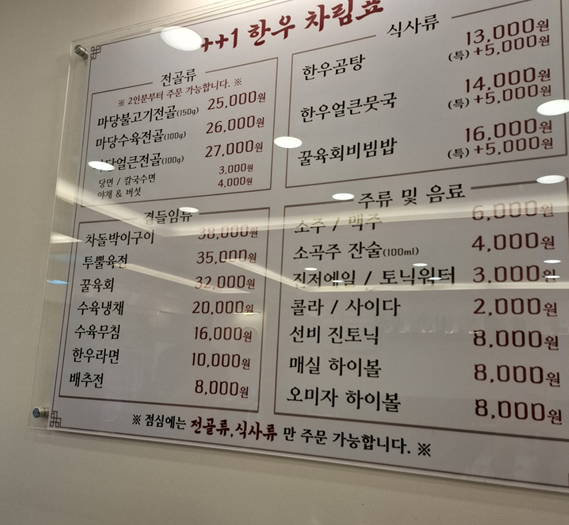 ++1 한우 차림표
전골류
※ 2인분부터 주문 가능합니다. ※
마당불고기전골(150g) 25,000원
마당수육전골(100g) 26,000원
얼큰전골(100g) 27,000원
당면 / 칼국수면 3,000원
야채 & 버섯 4,000원
곁들임류
차돌박이구이 38,000원
투뿔육전 35,000원
꿀육회 32,000원
수육냉채 20,000원
수육무침 16,000원
한우라면 10,000원
배추전 8,000원
식사류
한우곰탕 13,000원
(특) +5,000원
한우얼큰뭇국 14,000원
(특) +5,000원
꿀육회비빔밥 16,000원
(특) +5,000원
주류 및 음료
소주 / 맥주 6,000원
소곡주 잔술(100ml) 4,000원
진저에일 / 토닉워터 3,000원
콜라 / 사이다 2,000원
선비 진토닉 8,000원
매실 하이볼 8,000원
오미자 하이볼 8,000원
※ 점심에는 전골류, 식사류 만 주문 가능합니다. ※